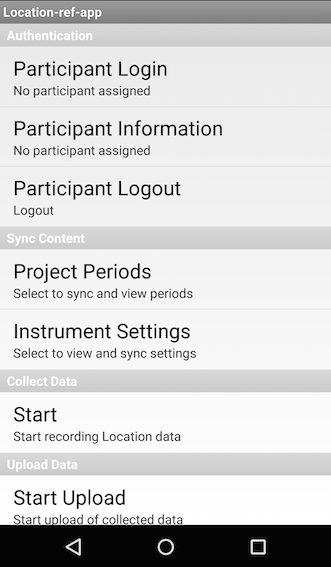 Location-ref-app
Authentication
Participant Login
No participant assigned
Participant Information
No participant assigned
Participant Logout
Logout
Sync Content
Project Periods
Select to sync and view periods
Instrument Settings
Select to view and sync settings
Collect Data
Start
Start recording Location data
Upload Data
Start Upload
Start upload of collected data